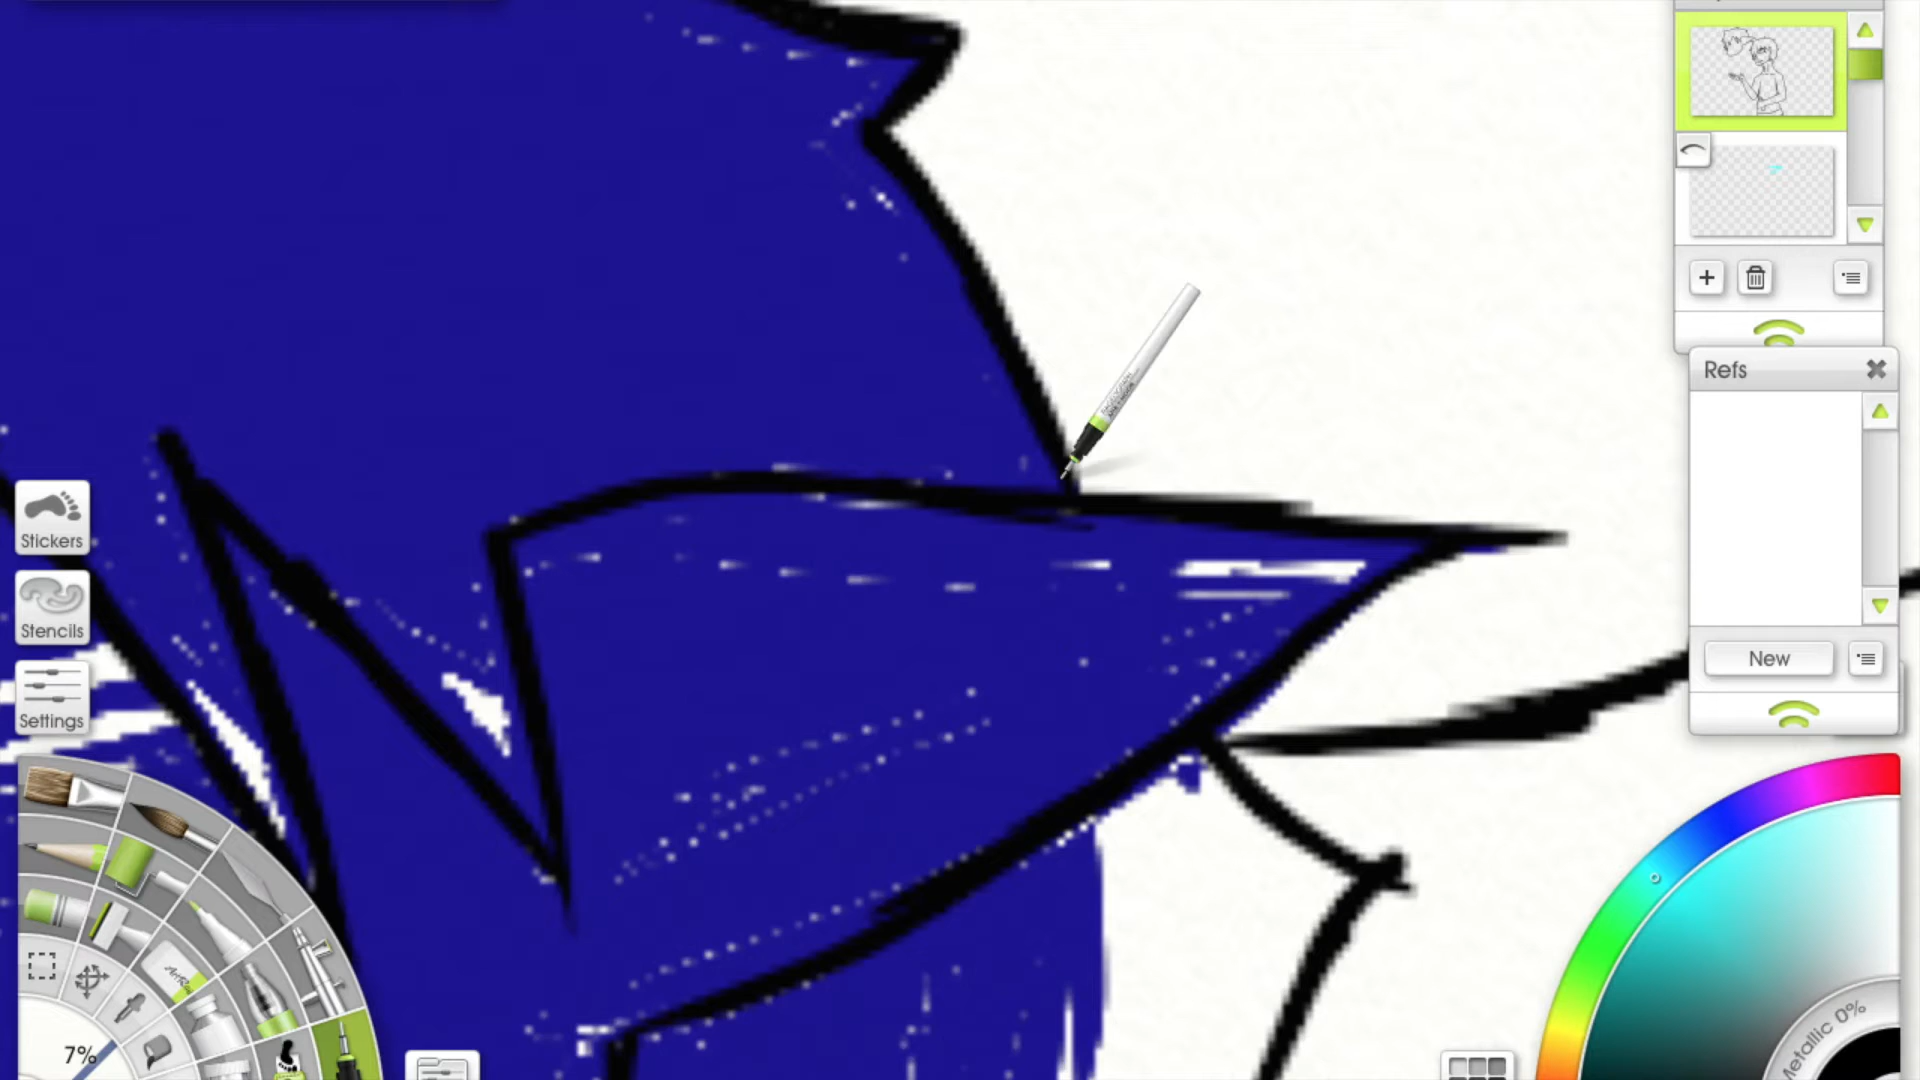 Refs
Stickers
Stencils
New
Settings
7%
Metallic 0%